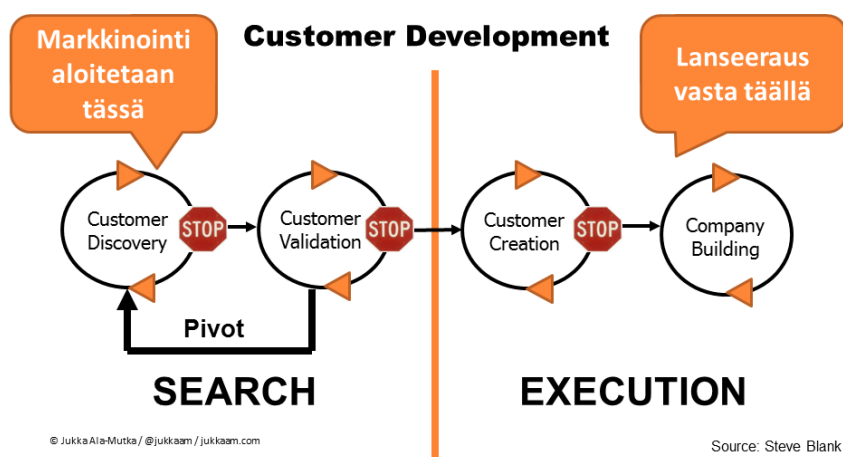 Customer Development
Markkinointi
aloitetaan
tässä
Lanseeraus
vasta täällä
Customer
Discovery
STOP
Customer
Validation
STOP
Customer
Creation
STOP
Company
Building
Pivot
SEARCH
EXECUTION
© Jukka Ala-Mutka / @jukkaam / jukkaam.com
Source: Steve Blank